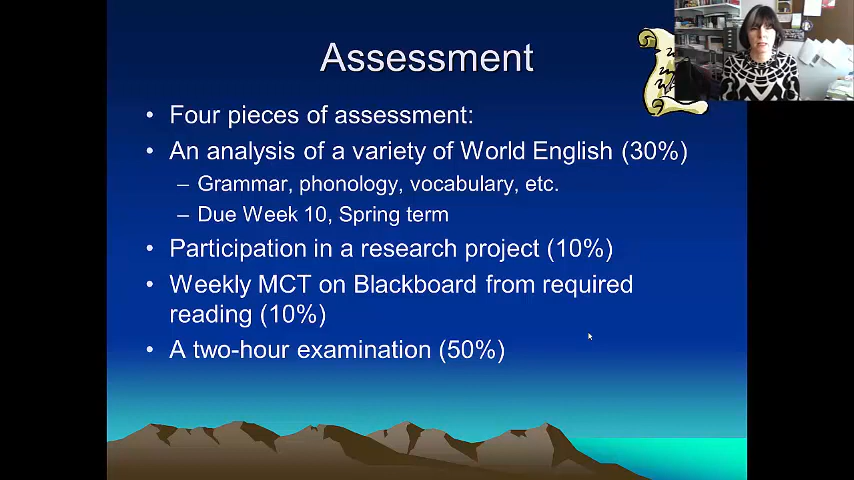 Assessment
• Four pieces of assessment:
• An analysis of a variety of World English (30%)
– Grammar, phonology, vocabulary, etc.
– Due Week 10, Spring term
• Participation in a research project (10%)
• Weekly MCT on Blackboard from required
reading (10%)
• A two-hour examination (50%)